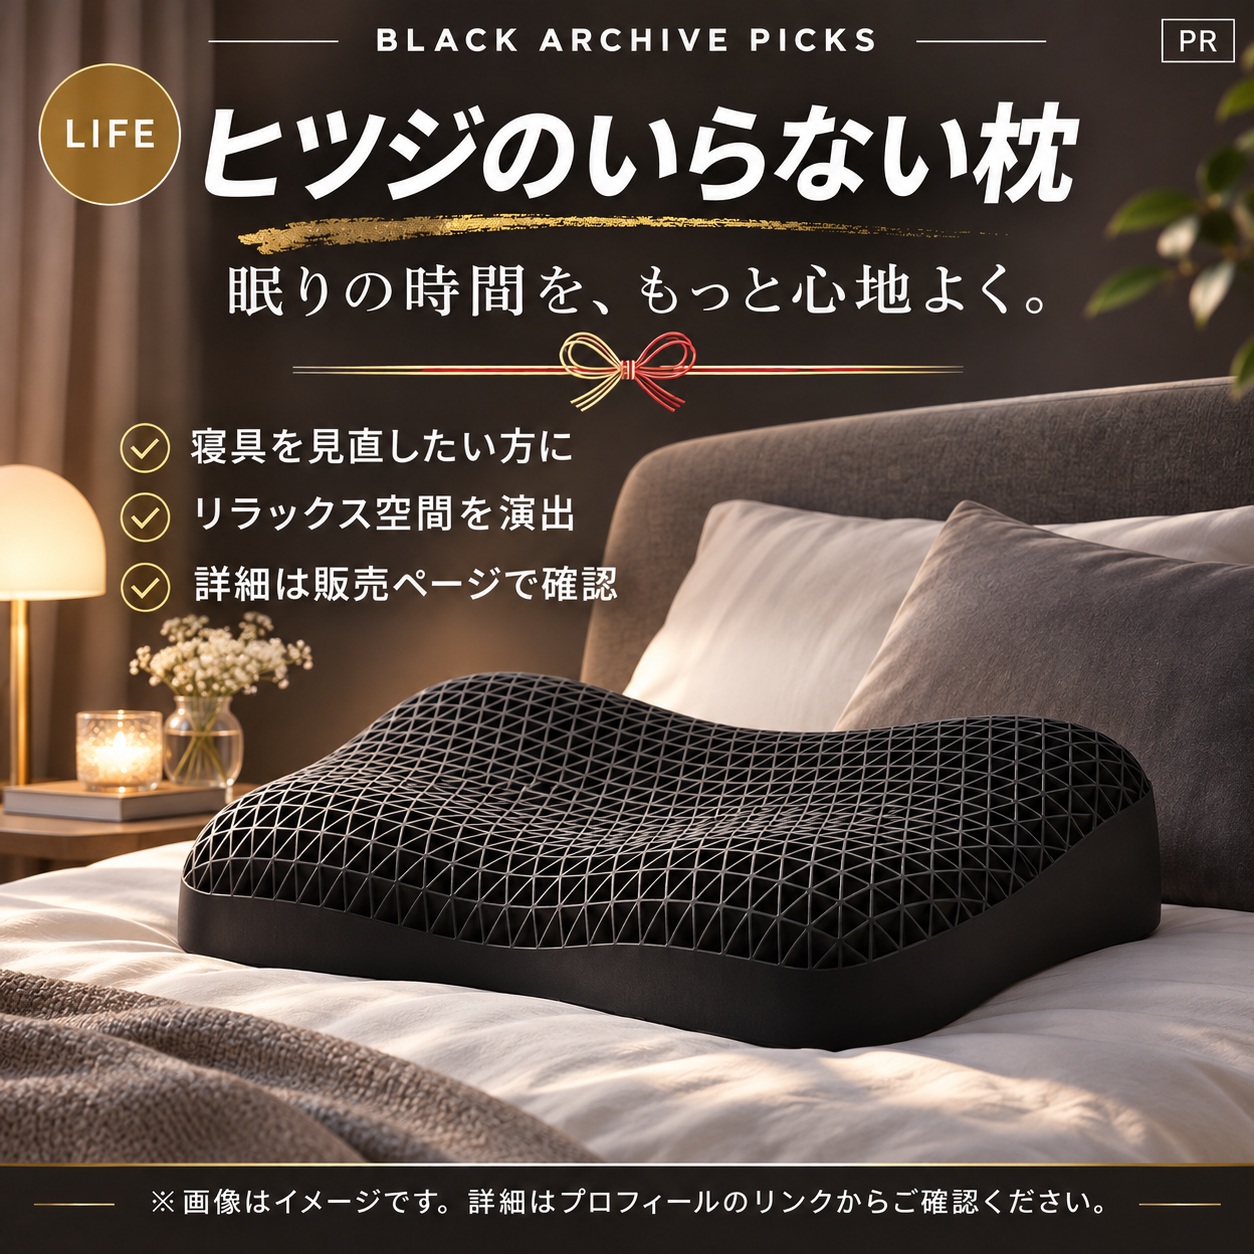 BLACK ARCHIVE PICKS
PR
LIFE
ヒツジのいらない枕
眠りの時間を、もっと心地よく。
寝具を見直したい方に
リラックス空間を演出
詳細は販売ページで確認
※画像はイメージです。詳細はプロフィールのリンクからご確認ください。